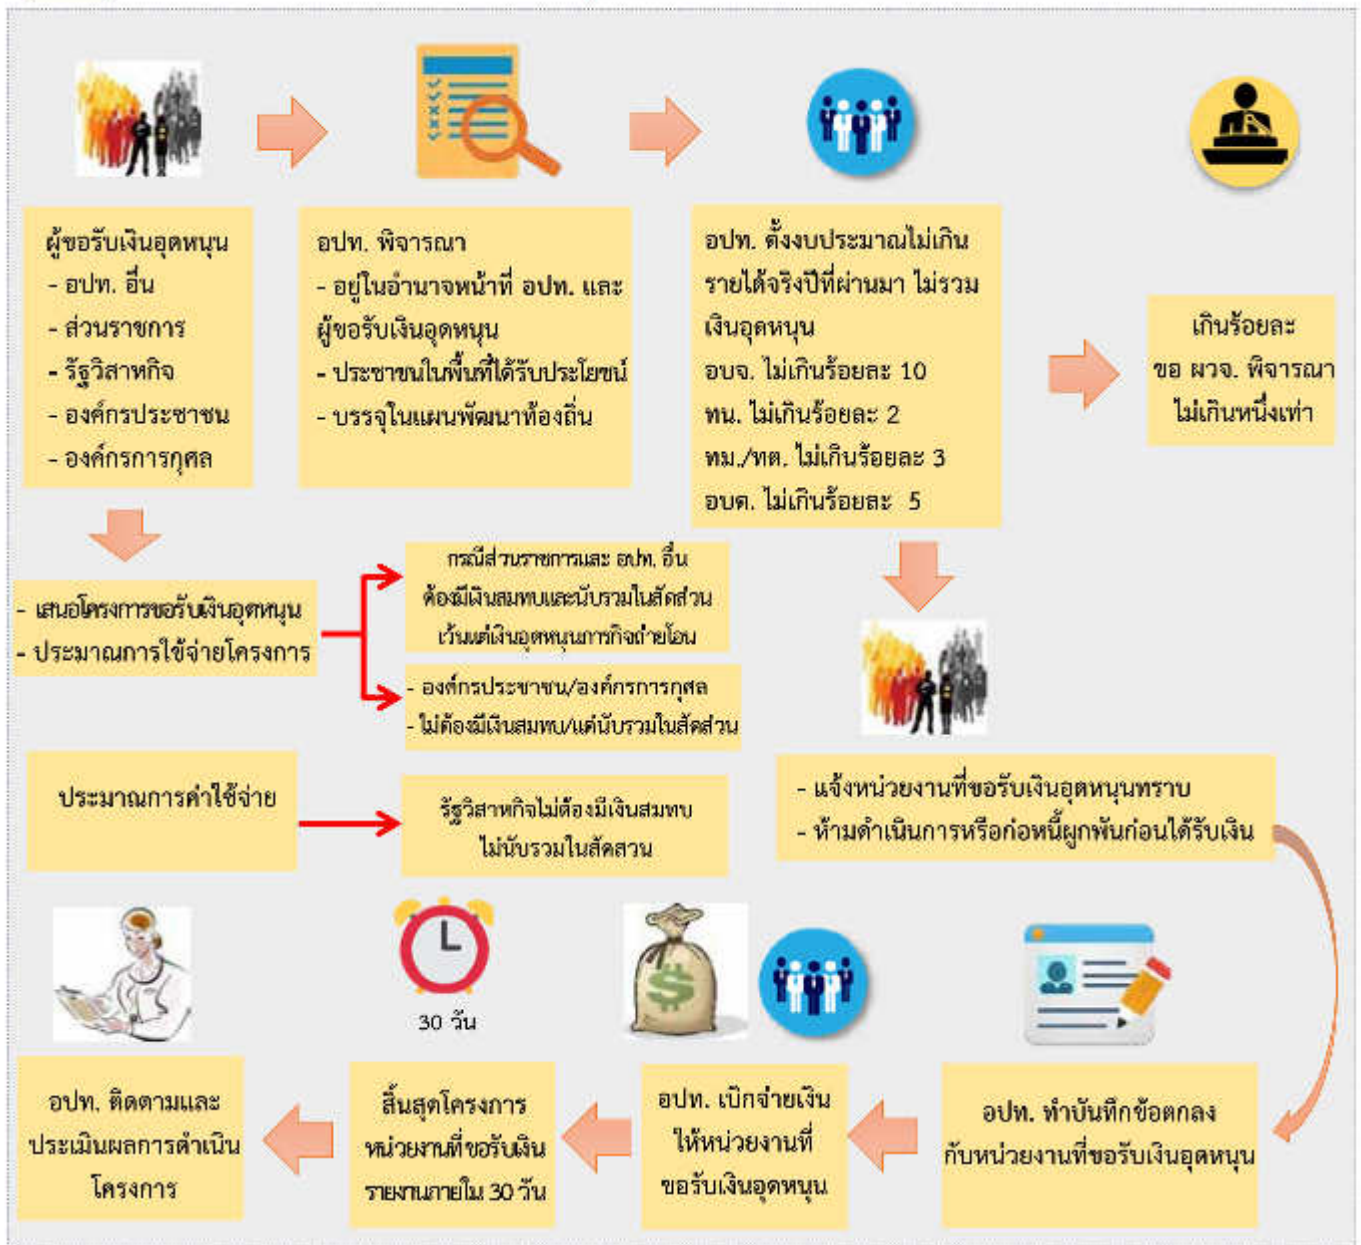 ผู้ขอรับเงินอุดหนุน
- อปท. อื่น
- ส่วนราชการ
- รัฐวิสาหกิจ
- องค์กรประชาชน
- องค์กรการกุศล
อปท. พิจารณา
- อยู่ในอำนาจหน้าที่ อปท. และ
ผู้ขอรับเงินอุดหนุน
- ประชาชนในพื้นที่ได้รับประโยชน์
- บรรจุในแผนพัฒนาท้องถิ่น
อปท. ตั้งงบประมาณไม่เกิน
รายได้จริงปีที่ผ่านมา ไม่รวม
เงินอุดหนุน
อบจ. ไม่เกินร้อยละ 10
ทน. ไม่เกินร้อยละ 2
ทม./ทต. ไม่เกินร้อยละ 3
อบต. ไม่เกินร้อยละ 5
เกินร้อยละ
ขอ ผวจ. พิจารณา
ไม่เกินหนึ่งเท่า
- เสนอโครงการขอรับเงินอุดหนุน
- ประมาณการใช้จ่ายโครงการ
กรณีส่วนราชการและ อปท. อื่น
ต้องมีเงินสมทบและนับรวมในสัดส่วน
เว้นแต่เงินอุดหนุนภารกิจถ่ายโอน
- องค์กรประชาชน/องค์กรการกุศล
- ไม่ต้องมีเงินสมทบ/แต่นับรวมในสัดส่วน
ประมาณการค่าใช้จ่าย
รัฐวิสาหกิจไม่ต้องมีเงินสมทบ
ไม่นับรวมในสัดสวน
- แจ้งหน่วยงานที่ขอรับเงินอุดหนุนทราบ
- ห้ามดำเนินการหรือก่อหนี้ผูกพันก่อนได้รับเงิน
อปท. ทำบันทึกข้อตกลง
กับหน่วยงานที่ขอรับเงินอุดหนุน
อปท. เบิกจ่ายเงิน
ให้หน่วยงานที่
ขอรับเงินอุดหนุน
30 วัน
สิ้นสุดโครงการ
หน่วยงานที่ขอรับเงิน
รายงานภายใน 30 วัน
อปท. ติดตามและ
ประเมินผลการดำเนิน
โครงการ